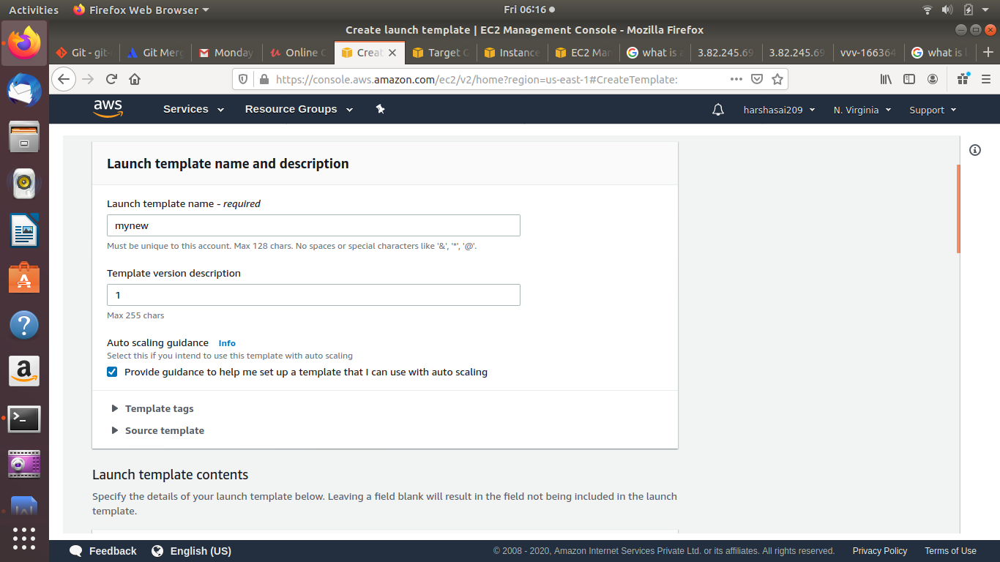 Activities Firefox Web Browser Fri 06:16
Create launch template | EC2 Management Console - Mozilla Firefox
Git - git- Git Merg Monday Online C Creat Target G Instance EC2 Man what is a 3.82.245.69 3.82.245.69 vvv-166364 what is l
https://console.aws.amazon.com/ec2/v2/home?region=us-east-1#CreateTemplate:
aws Services Resource Groups harshasai209 N. Virginia Support
Launch template name and description
Launch template name - required
mynew
Must be unique to this account. Max 128 chars. No spaces or special characters like '&', '*', '@'.
Template version description
1
Max 255 chars
Auto scaling guidance Info
Select this if you intend to use this template with auto scaling
Provide guidance to help me set up a template that I can use with auto scaling
Template tags
Source template
Launch template contents
Specify the details of your launch template below. Leaving a field blank will result in the field not being included in the launch
template.
Feedback English (US) © 2008 - 2020, Amazon Internet Services Private Ltd. or its affiliates. All rights reserved. Privacy Policy Terms of Use